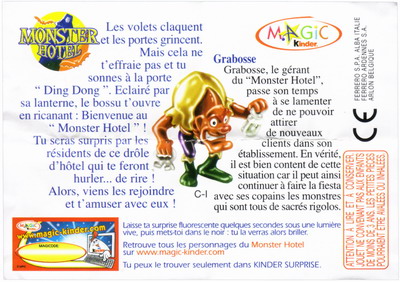 MONSTER
HOTEL
Les volets claquent
et les portes grincent.
Mais cela ne
t'effraie pas et tu
sonnes à la porte
" Ding Dong ". Eclairé par
sa lanterne, le bossu t'ouvre
en ricanant : Bienvenue au
" Monster Hotel " !
Tu seras surpris par les
résidents de ce drôle
d'hôtel qui te feront
hurler... de rire !
Alors, viens les rejoindre
et t'amuser avec eux !
MAGIC
Kinder
Grabosse
Grabosse, le gérant
du "Monster Hotel",
passe son temps
à se lamenter
de ne pouvoir
attirer
de nouveaux
clients dans son
établissement. En vérité,
il est bien content de cette
situation car il peut ainsi
continuer à faire la fiesta
avec ses copains les monstres
qui sont tous de sacrés rigolos.
C-1
FERRERO S.P.A. ALBA ITALIE
FERRERO ARDENNES S.A.
ARLON BELGIQUE
CE
ATTENTION : A LIRE ET A CONSERVER.
JOUET NE CONVENANT PAS AUX ENFANTS
DE MOINS DE 3 ANS. LES PETITES PIECES
POURRAIENT ETRE AVALEES OU INHALEES.
MAGIC
www.magic-kinder.com
MAGICODE
Laisse ta surprise fluorescente quelques secondes sous une lumière
vive, puis mets-toi dans le noir : tu la verras alors briller.
Retrouve tous les personnages du Monster Hotel
sur www.magic-kinder.com
Tu peux le trouver seulement dans KINDER SURPRISE.